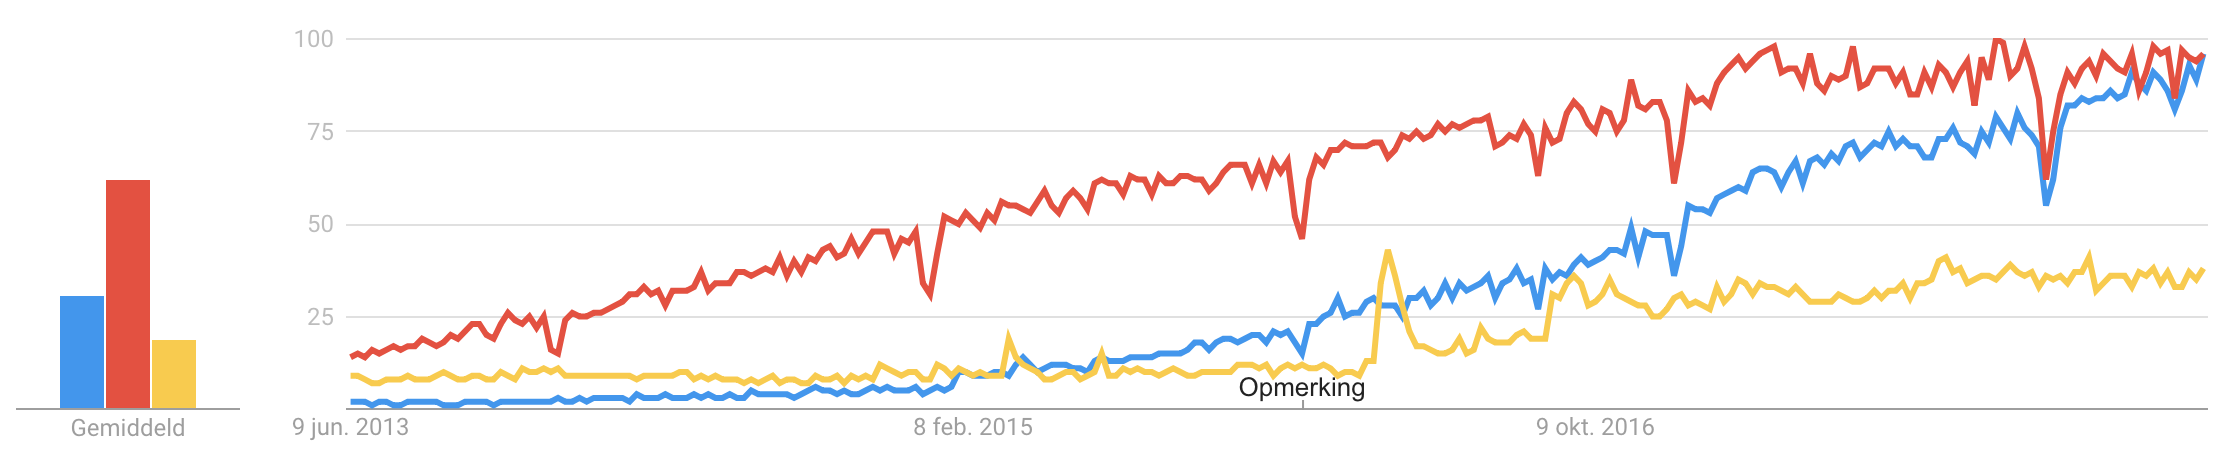 100
75
50
25
Opmerking
Gemiddeld
9 jun. 2013
8 feb. 2015
9 okt. 2016